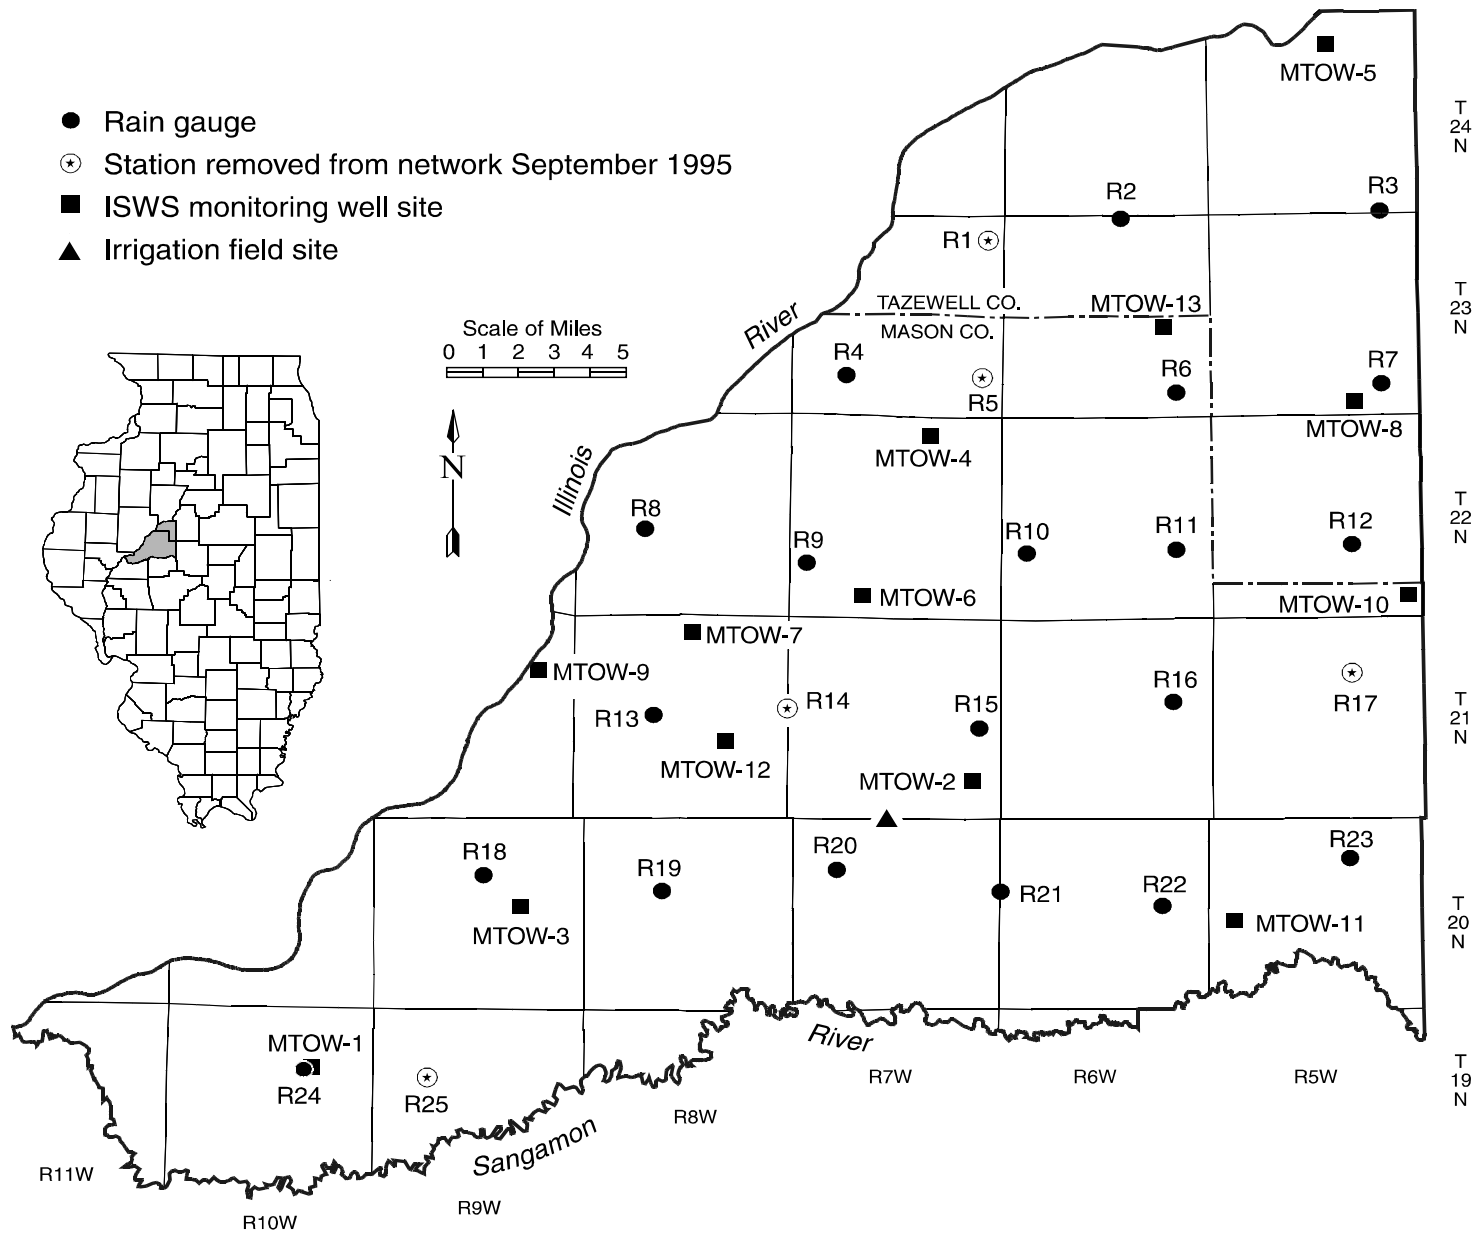 Rain gauge
Station removed from network September 1995
ISWS monitoring well site
Irrigation field site
Scale of Miles
0 1 2 3 4 5
N
MTOW-5
T
24
N
R2
R3
R1
TAZEWELL CO.
MASON CO.
MTOW-13
T
23
N
River
R4
R5
R6
R7
MTOW-8
MTOW-4
Illinois
R8
R9
R10
R11
R12
T
22
N
MTOW-6
MTOW-10
MTOW-7
MTOW-9
R13
R14
R15
R16
R17
T
21
N
MTOW-12
MTOW-2
R18
R19
R20
R21
R22
R23
MTOW-3
MTOW-11
T
20
N
MTOW-1
R24
R25
River
Sangamon
T
19
N
R7W
R6W
R5W
R8W
R11W
R9W
R10W